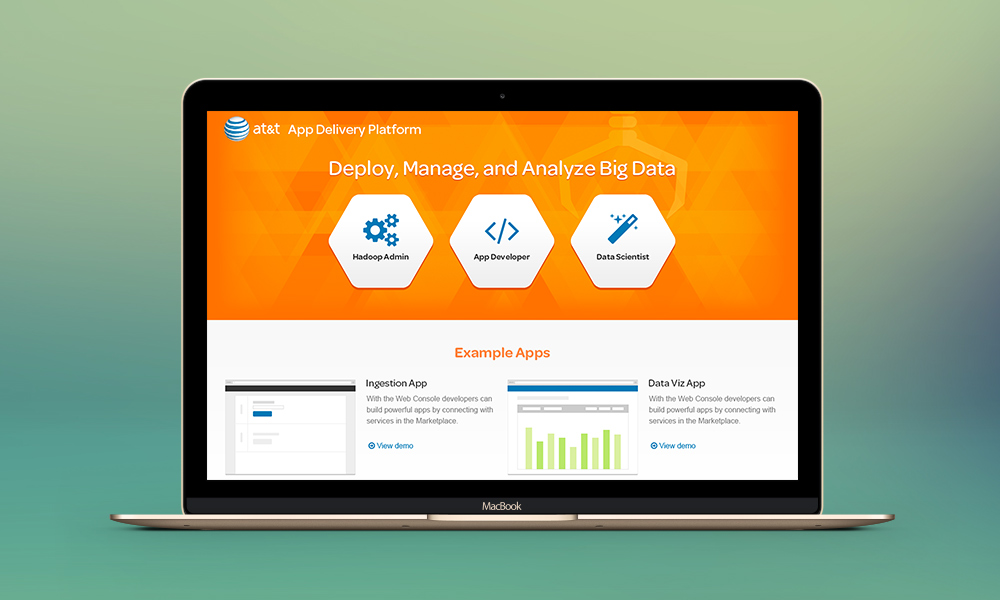 at&t App Delivery Platform
Deploy, Manage, and Analyze Big Data
Hadoop Admin
App Developer
Data Scientist
Example Apps
Ingestion App
With the Web Console developers can
build powerful apps by connecting with
services in the Marketplace.
View demo
Data Viz App
With the Web Console developers can
build powerful apps by connecting with
services in the Marketplace.
View demo
MacBook